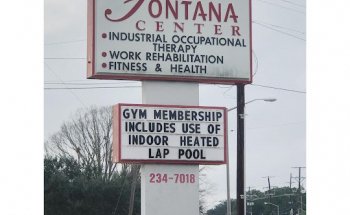 FONTANA
CENTER
• INDUSTRIAL OCCUPATIONAL
THERAPY
• WORK REHABILITATION
• FITNESS & HEALTH
GYM MEMBERSHIP
INCLUDES USE OF
INDOOR HEATED
LAP POOL
234-7018